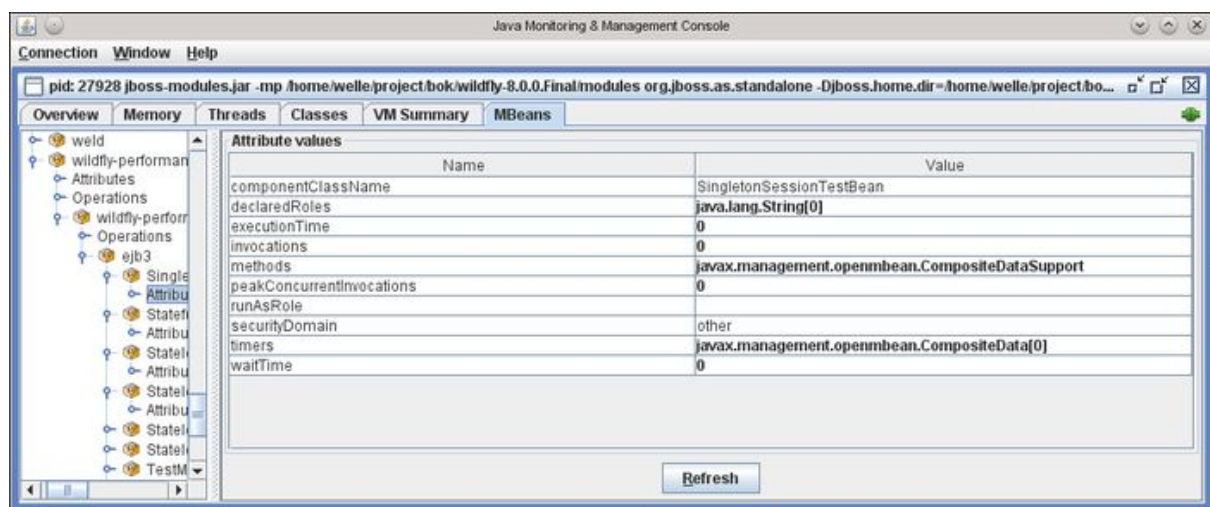 Java Monitoring & Management Console
Connection Window Help
pid: 27928 jboss-modules.jar -mp /home/welle/project/bok/wildfly-8.0.0.Final/modules org.jboss.as.standalone -Djboss.home.dir=/home/welle/project/bo...
Overview Memory Threads Classes VM Summary MBeans
weld
wildfly-performan
Attributes
Operations
wildfly-perforr
Operations
ejb3
Single
Attribu
Statef
Attribu
Statel
Attribu
Statel
Attribu
Statel
Statel
TestM
Attribute values
Name Value
componentClassName SingletonSessionTestBean
declaredRoles java.lang.String[0]
executionTime 0
invocations 0
methods javax.management.openmbean.CompositeDataSupport
peakConcurrentInvocations 0
runAsRole
securityDomain other
timers javax.management.openmbean.CompositeData[0]
waitTime 0
Refresh